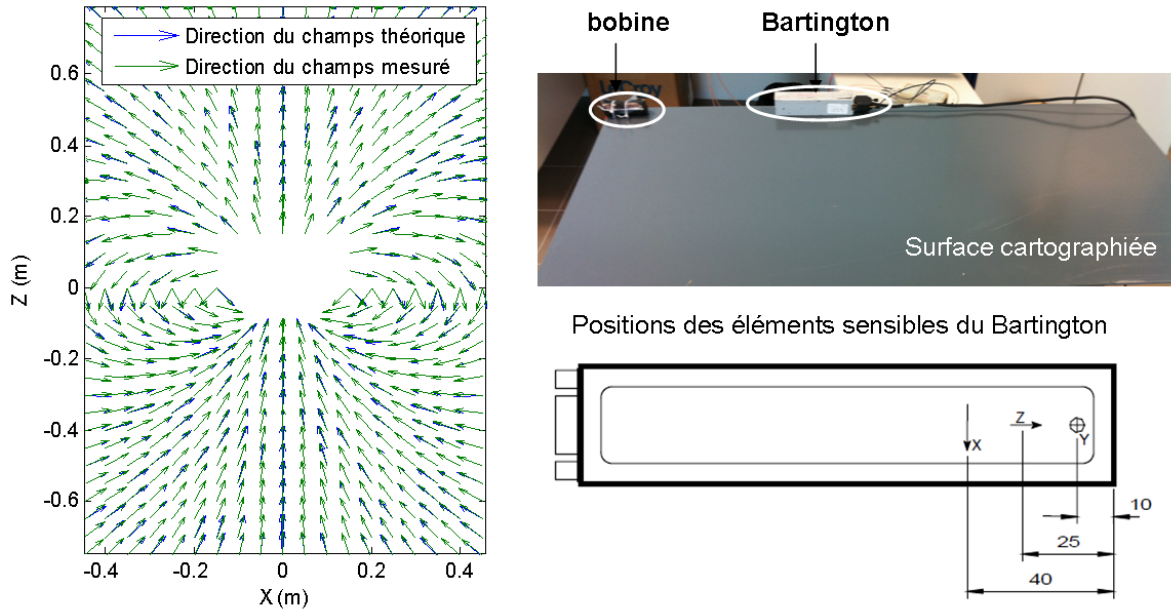 Direction du champs théorique
Direction du champs mesuré
0.6
0.4
0.2
0
-0.2
-0.4
-0.6
Z (m)
-0.4
-0.2
0
0.2
0.4
X (m)
bobine
Bartington
Surface cartographiée
Positions des éléments sensibles du Bartington
Z
X
Y
10
25
40